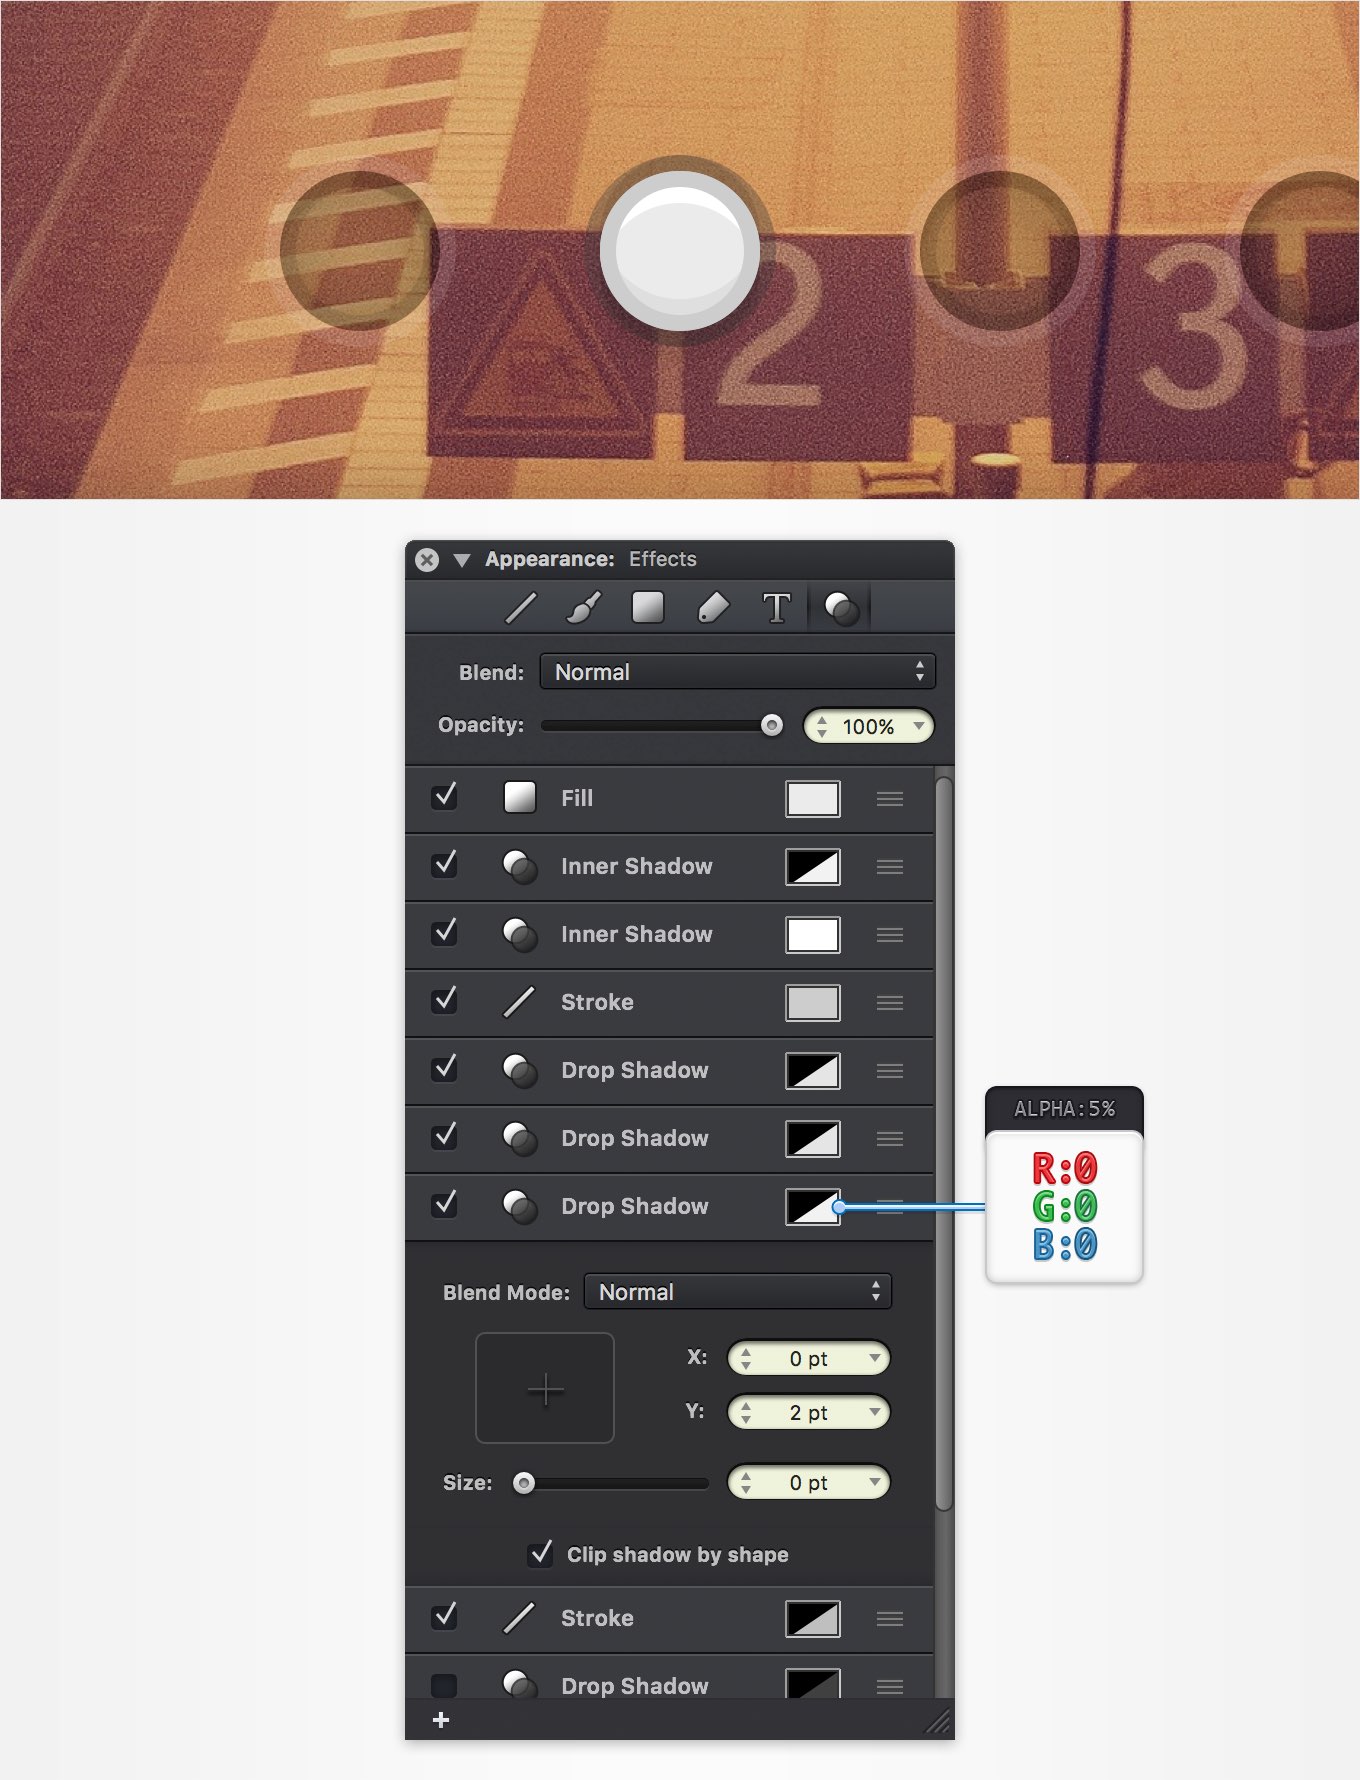 2
3
Appearance: Effects
T
Blend: Normal
Opacity: 100%
Fill
Inner Shadow
Inner Shadow
Stroke
Drop Shadow
Drop Shadow
Drop Shadow
ALPHA:5%
R:0
G:0
B:0
Blend Mode: Normal
X: 0 pt
Y: 2 pt
Size: 0 pt
Clip shadow by shape
Stroke
Drop Shadow
+